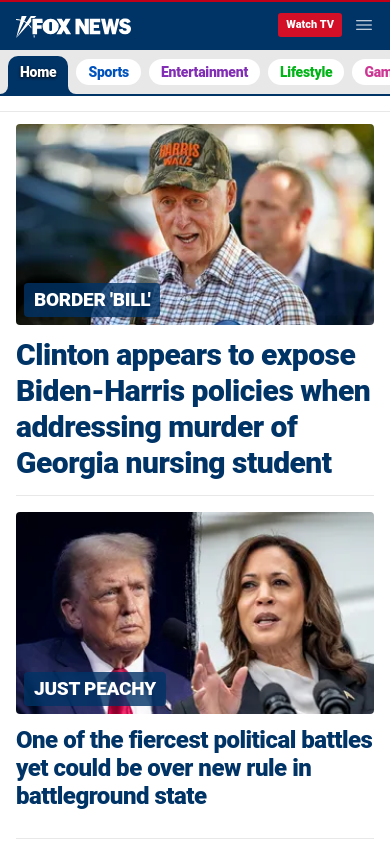 FOX NEWS
Watch TV
Home
Sports
Entertainment
Lifestyle
Gam
HARRIS
WALZ
BORDER 'BILL'
Clinton appears to expose
Biden-Harris policies when
addressing murder of
Georgia nursing student
JUST PEACHY
One of the fiercest political battles
yet could be over new rule in
battleground state